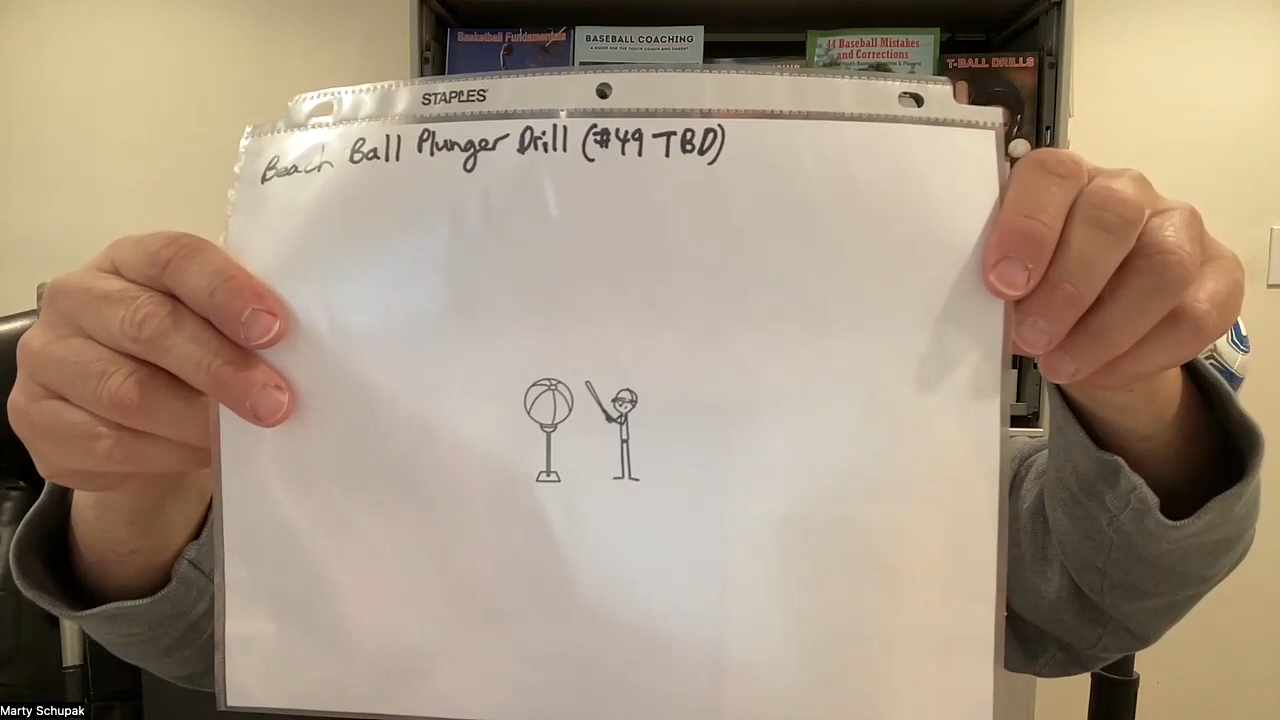 Basketball Fundamentals
BASEBALL COACHING
A GUIDE FOR THE YOUTH COACH AND PARENT
44 Baseball Mistakes
and Corrections
T-BALL DRILLS
STAPLES
Beach Ball Plunger Drill (#49 TBD)
Marty Schupak